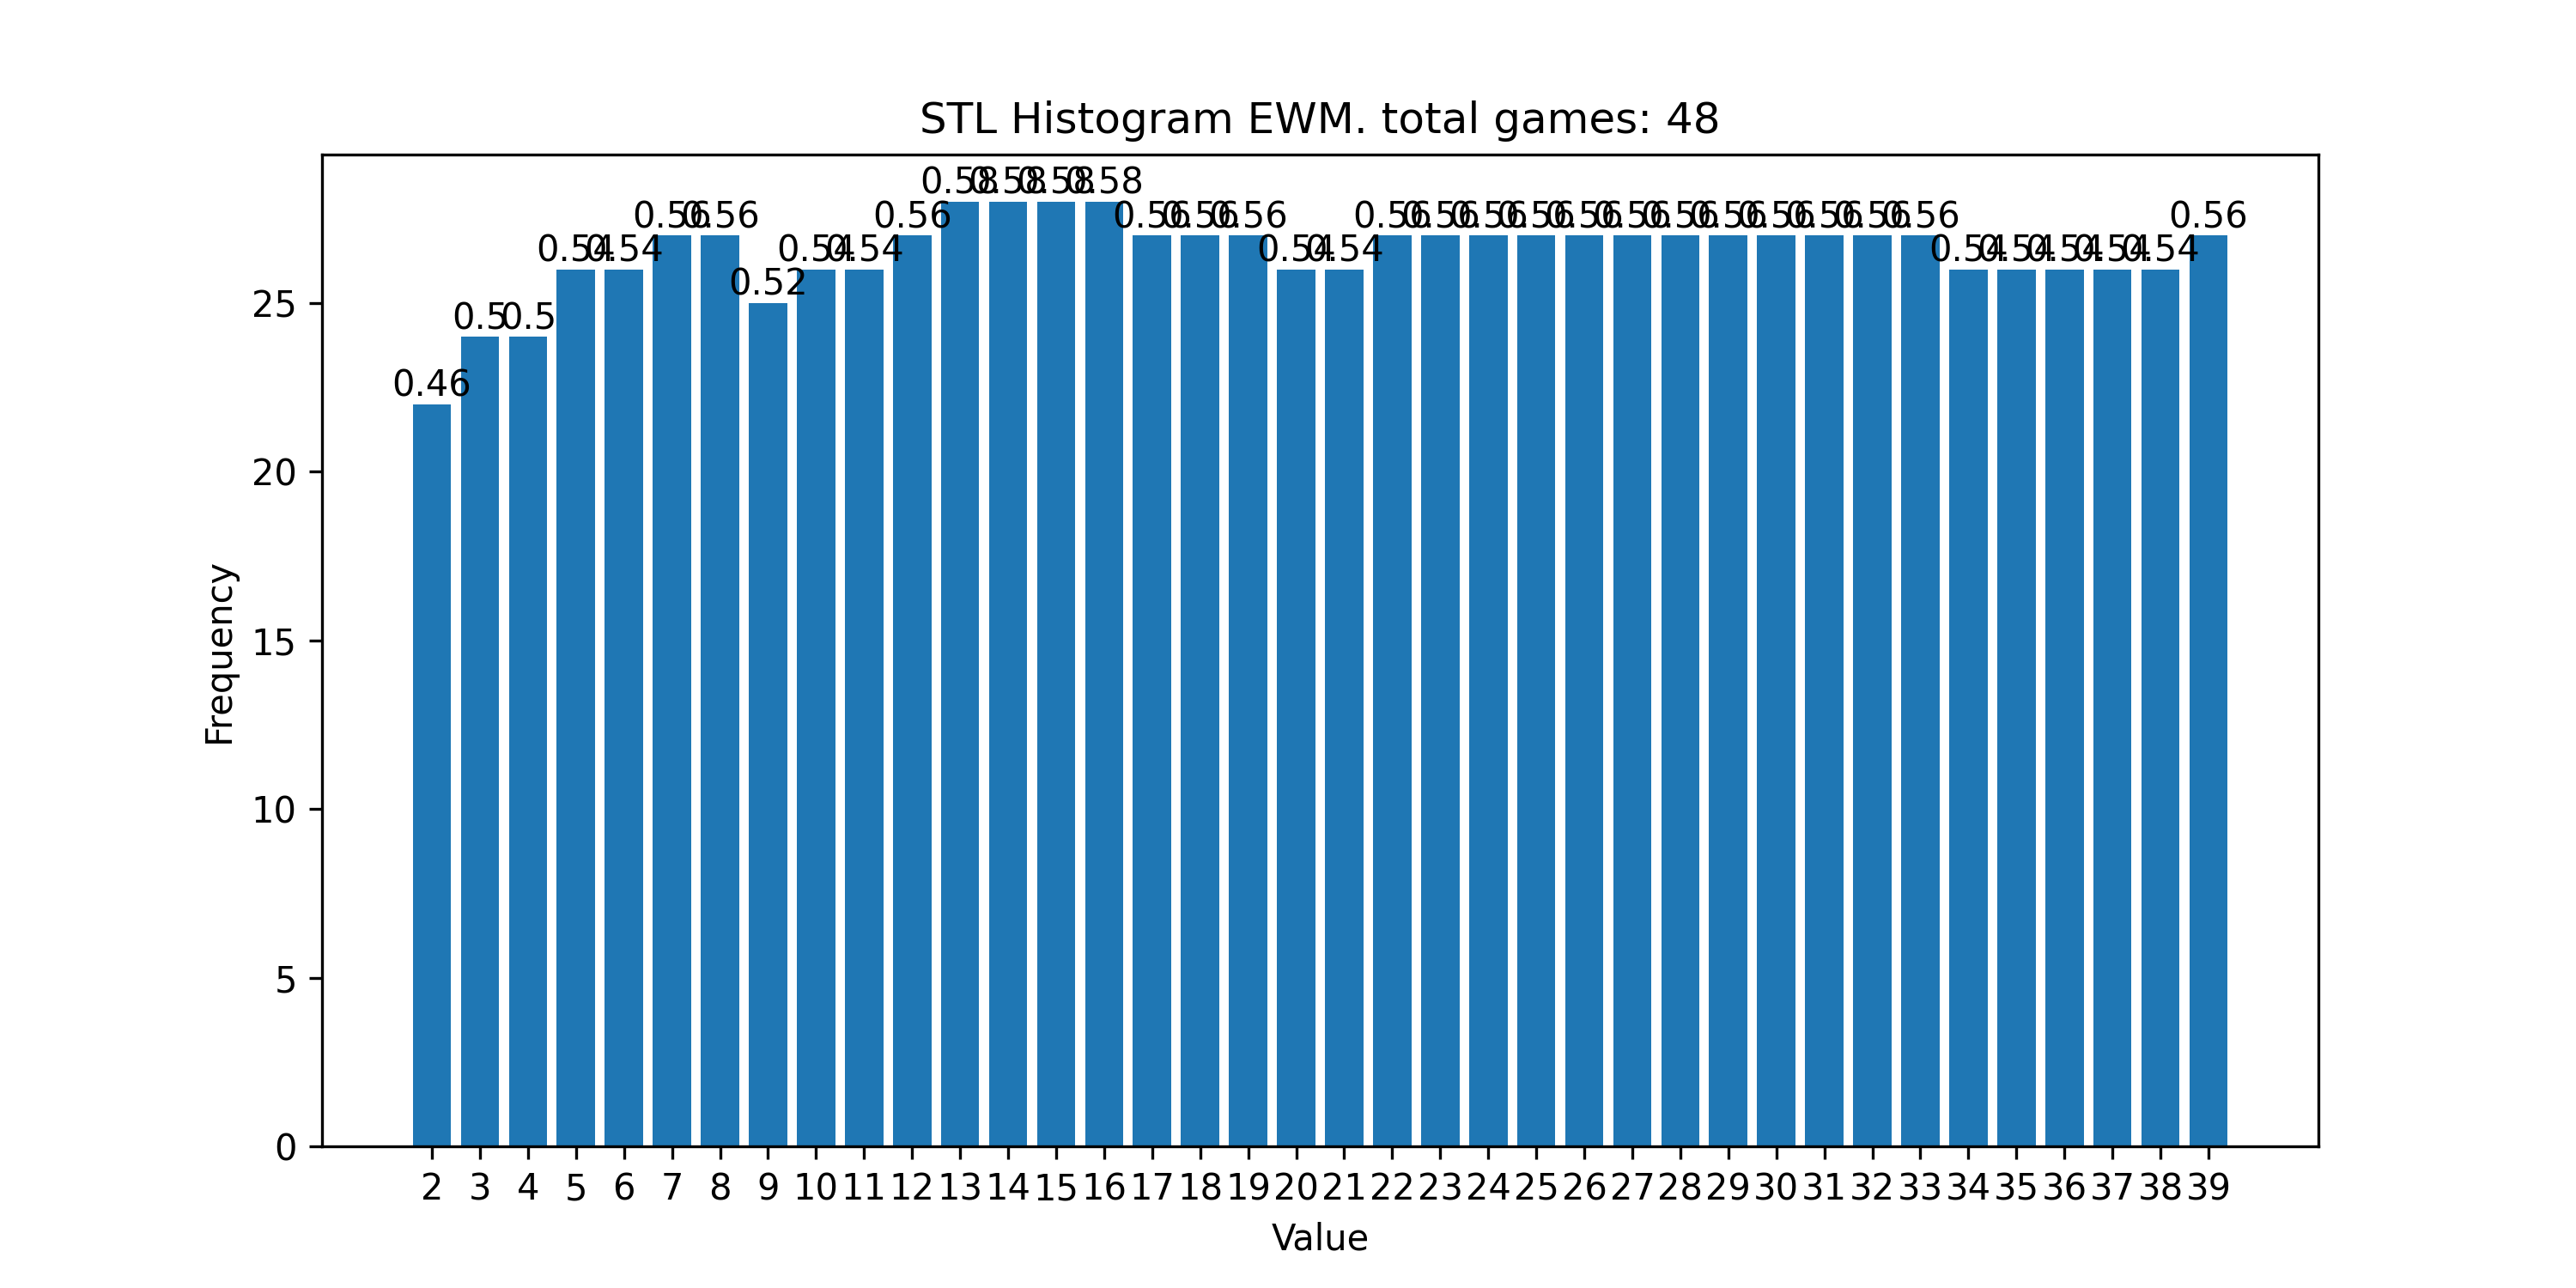 STL Histogram EWM. total games: 48
0.58 0.58 0.58 0.58
0.56 0.56 0.56 0.56 0.56 0.56 0.56 0.56 0.56 0.56 0.56 0.56 0.56 0.56 0.56 0.56 0.56 0.56 0.56
0.54 0.54 0.54 0.54 0.54 0.54 0.54 0.54 0.54 0.54 0.54
0.52
0.5 0.5
0.46
25
20
15
10
5
0
Frequency
2 3 4 5 6 7 8 9 10 11 12 13 14 15 16 17 18 19 20 21 22 23 24 25 26 27 28 29 30 31 32 33 34 35 36 37 38 39
Value